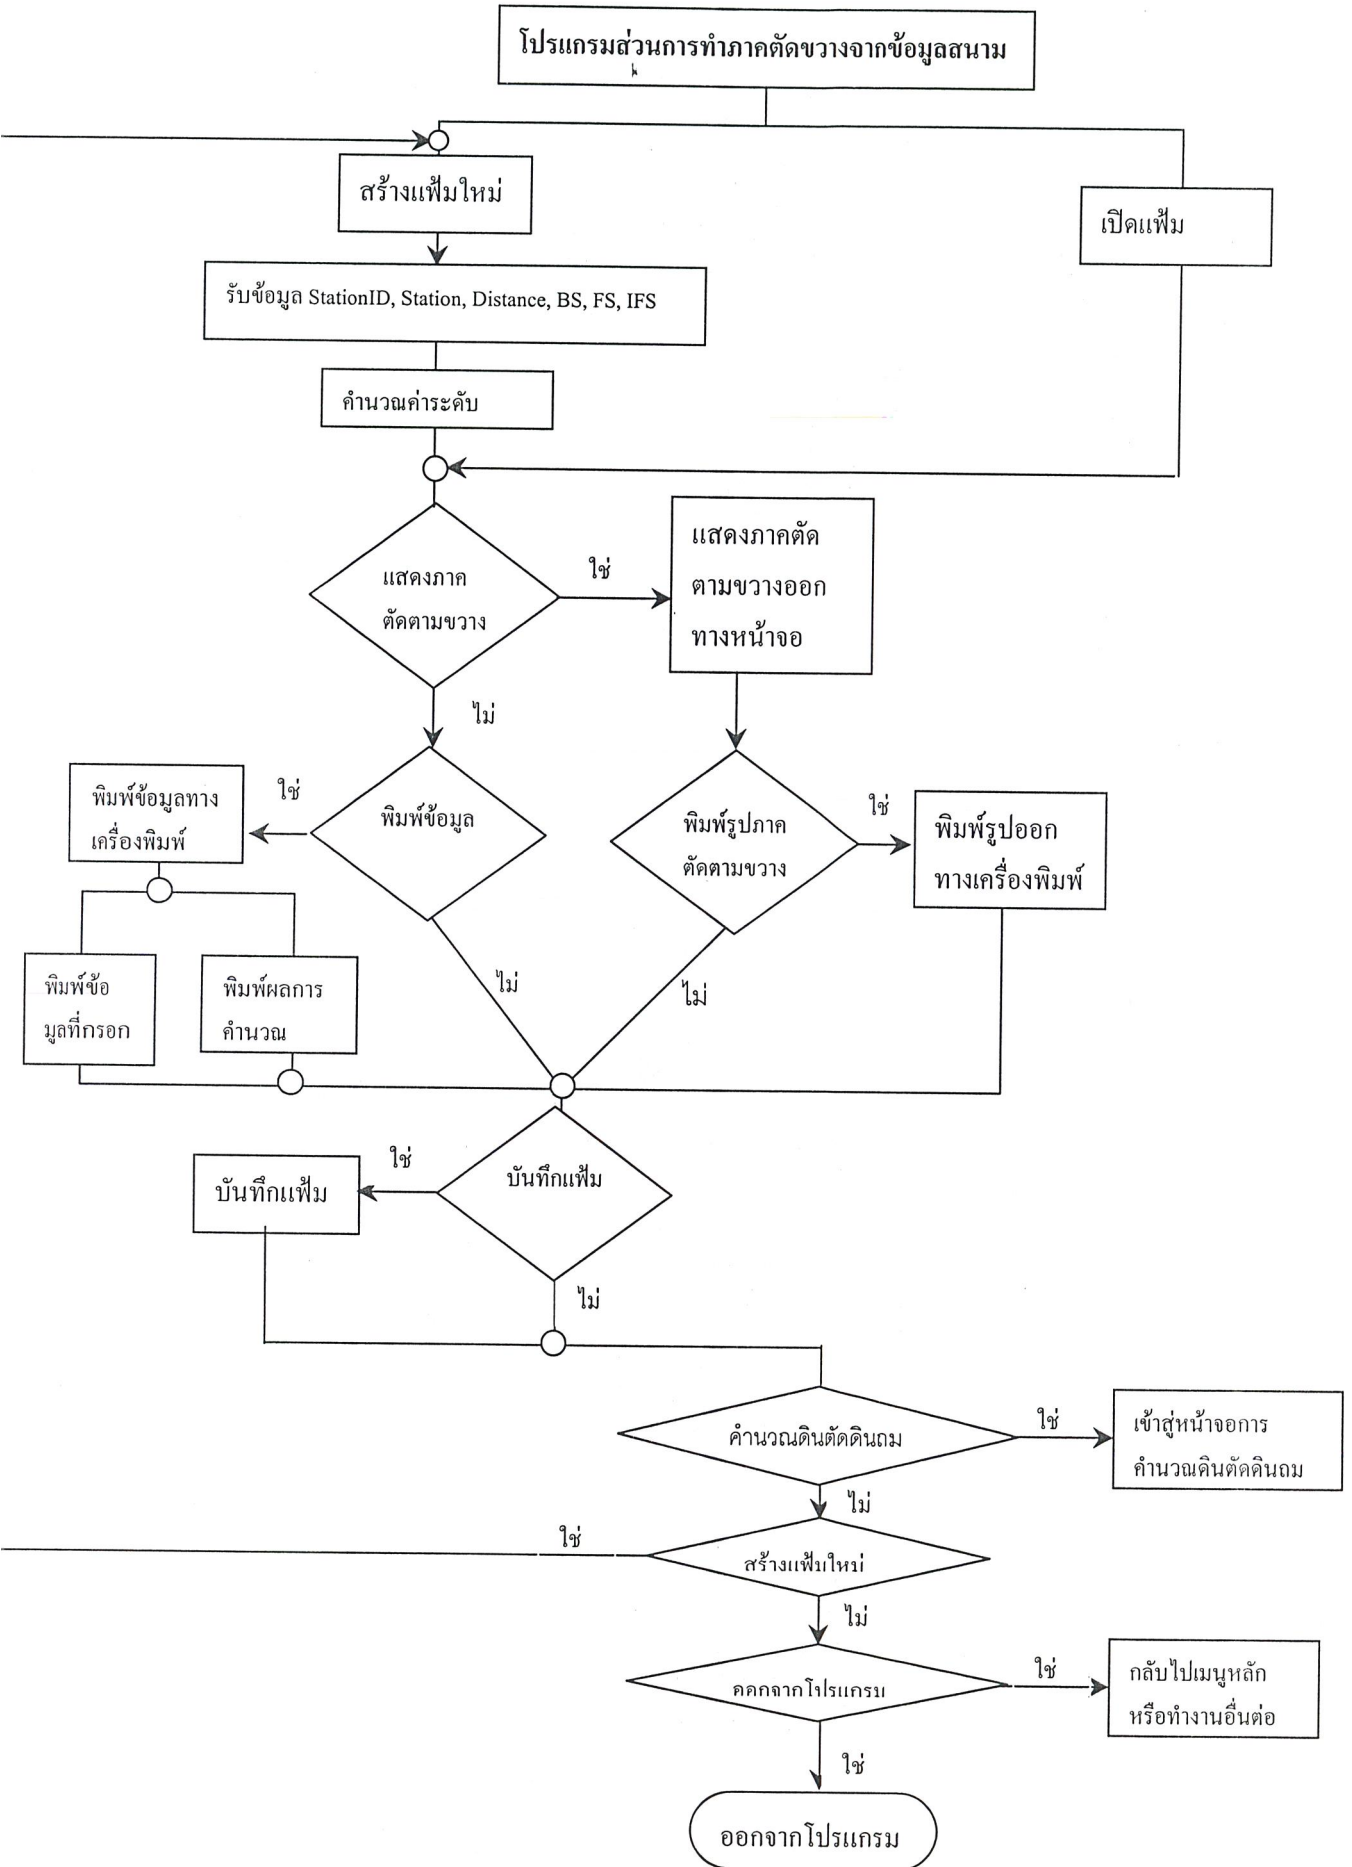 โปรแกรมส่วนการทำภาคตัดขวางจากข้อมูลสนาม
สร้างแฟ้มใหม่
เปิดแฟ้ม
รับข้อมูล StationID, Station, Distance, BS, FS, IFS
คำนวณค่าระดับ
แสดงภาค
ตัดตามขวาง
ใช่
แสดงภาคตัด
ตามขวางออก
ทางหน้าจอ
ไม่
พิมพ์ข้อมูลทาง
เครื่องพิมพ์
ใช่
พิมพ์ข้อมูล
พิมพ์รูปภาค
ตัดตามขวาง
ใช่
พิมพ์รูปออก
ทางเครื่องพิมพ์
พิมพ์ข้อ
มูลที่กรอก
พิมพ์ผลการ
คำนวณ
ไม่
ไม่
บันทึกแฟ้ม
ใช่
บันทึกแฟ้ม
ไม่
คำนวณดินตัดดินถม
ใช่
เข้าสู่หน้าจอการ
คำนวณดินตัดดินถม
ไม่
ใช่
สร้างแฟ้มใหม่
ไม่
ออกจากโปรแกรม
ใช่
กลับไปเมนูหลัก
หรือทำงานอื่นต่อ
ใช่
ออกจากโปรแกรม